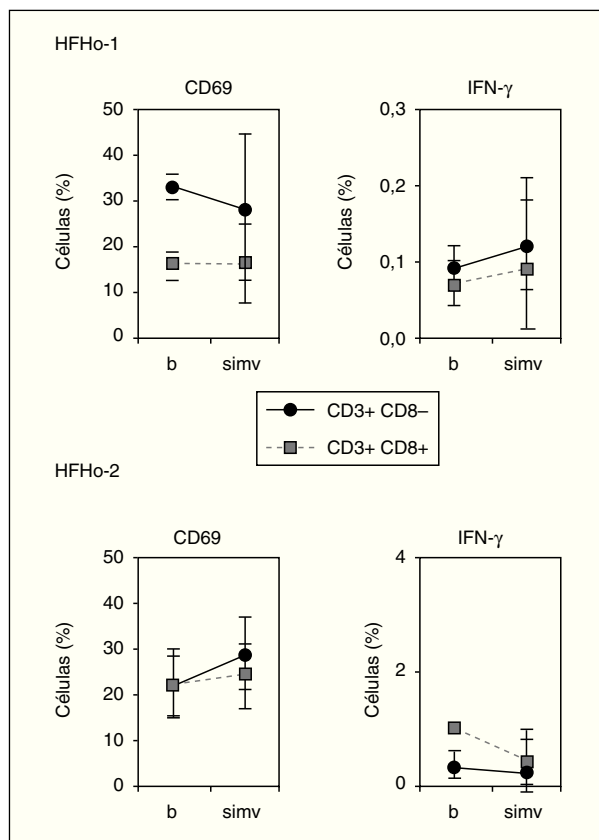 HFHo-1
CD69
IFN-γ
Células (%)
50
40
30
20
10
0
b
simv
Células (%)
0,3
0,2
0,1
0,0
b
simv
CD3+ CD8–
CD3+ CD8+
HFHo-2
CD69
IFN-γ
Células (%)
50
40
30
20
10
0
b
simv
Células (%)
4
2
0
b
simv